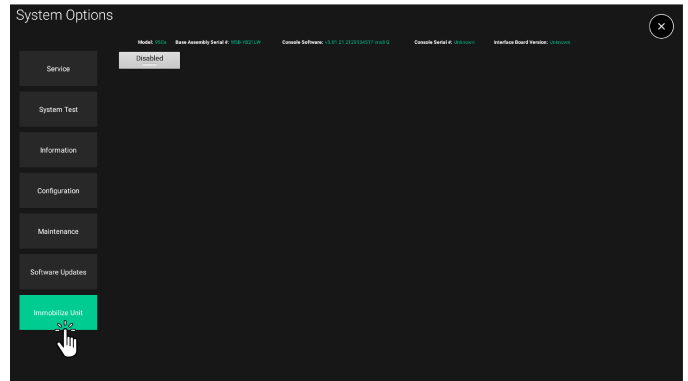 System Options
Model: 95Ge Base Assembly Serial #: Console Software: Console Serial #: Unknown Interface Board Version: Unknown
Disabled
Service
System Test
Information
Configuration
Maintenance
Software Updates
Immobilize Unit